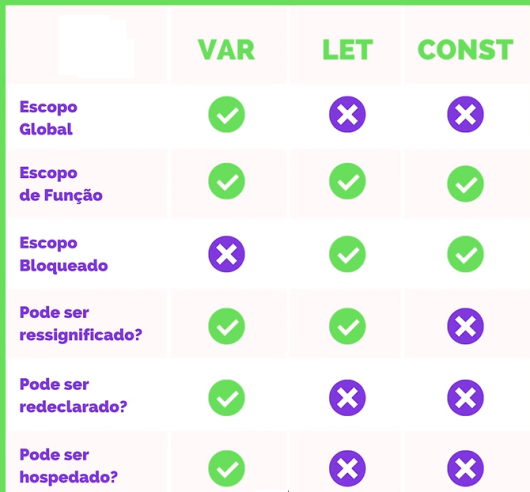 VAR LET CONST
Escopo
Global
Escopo
de Função
Escopo
Bloqueado
Pode ser
ressignificado?
Pode ser
redeclarado?
Pode ser
hospedado?